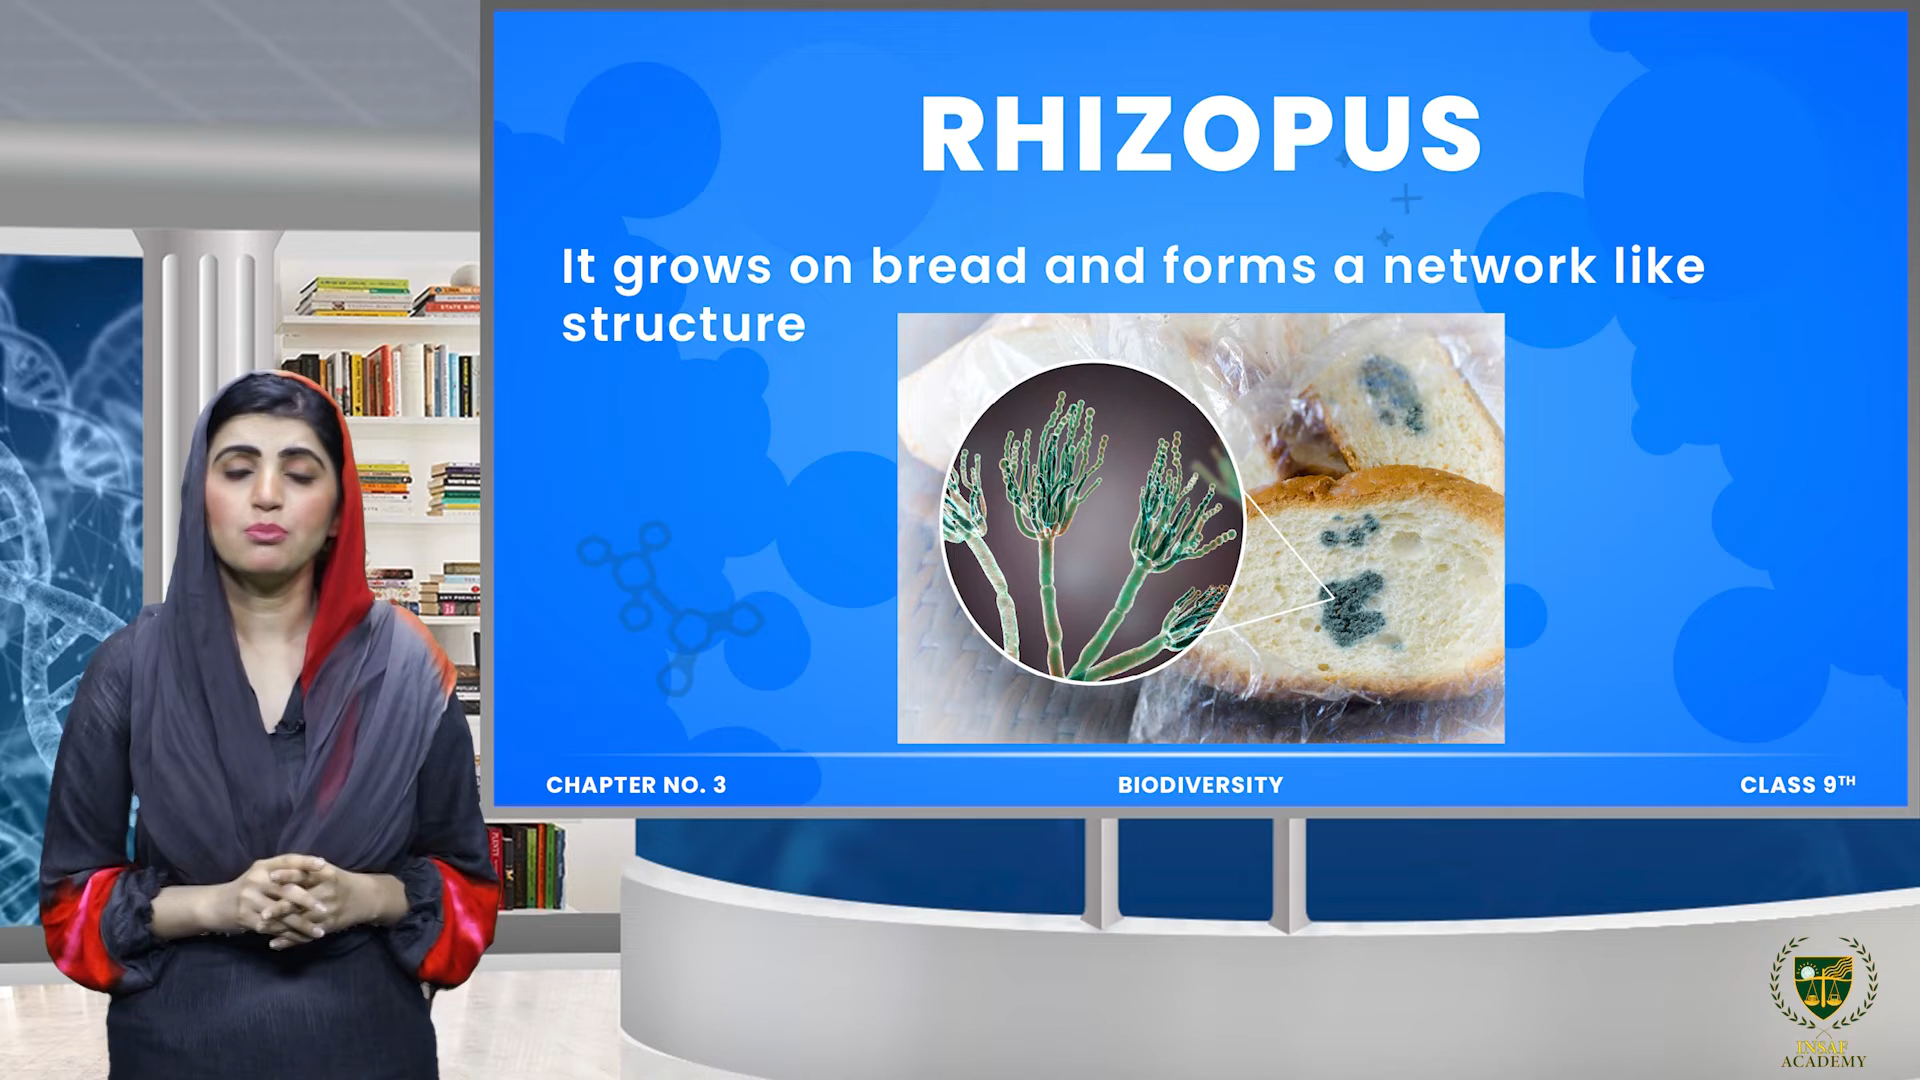 RHIZOPUS
It grows on bread and forms a network like
structure
CHAPTER NO. 3
BIODIVERSITY
CLASS 9TH
INSAF
ACADEMY